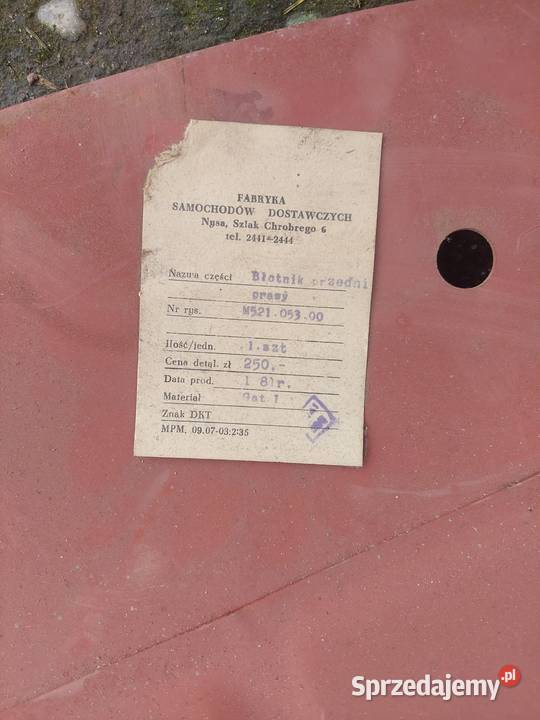 FABRYKA
SAMOCHODÓW DOSTAWCZYCH
Nysa, Szlak Chrobrego 6
tel. 2441-2444
Nazwa części Błotnik przedni
prawy
Nr rys. M521.053.00
Ilość/jedn. 1.szt
Cena detal. zł 250,-
Data prod. 1 81r.
Materiał Gat 1
Znak DKT
MPM. 09.07-03:2:35
Sprzedajemy.pl